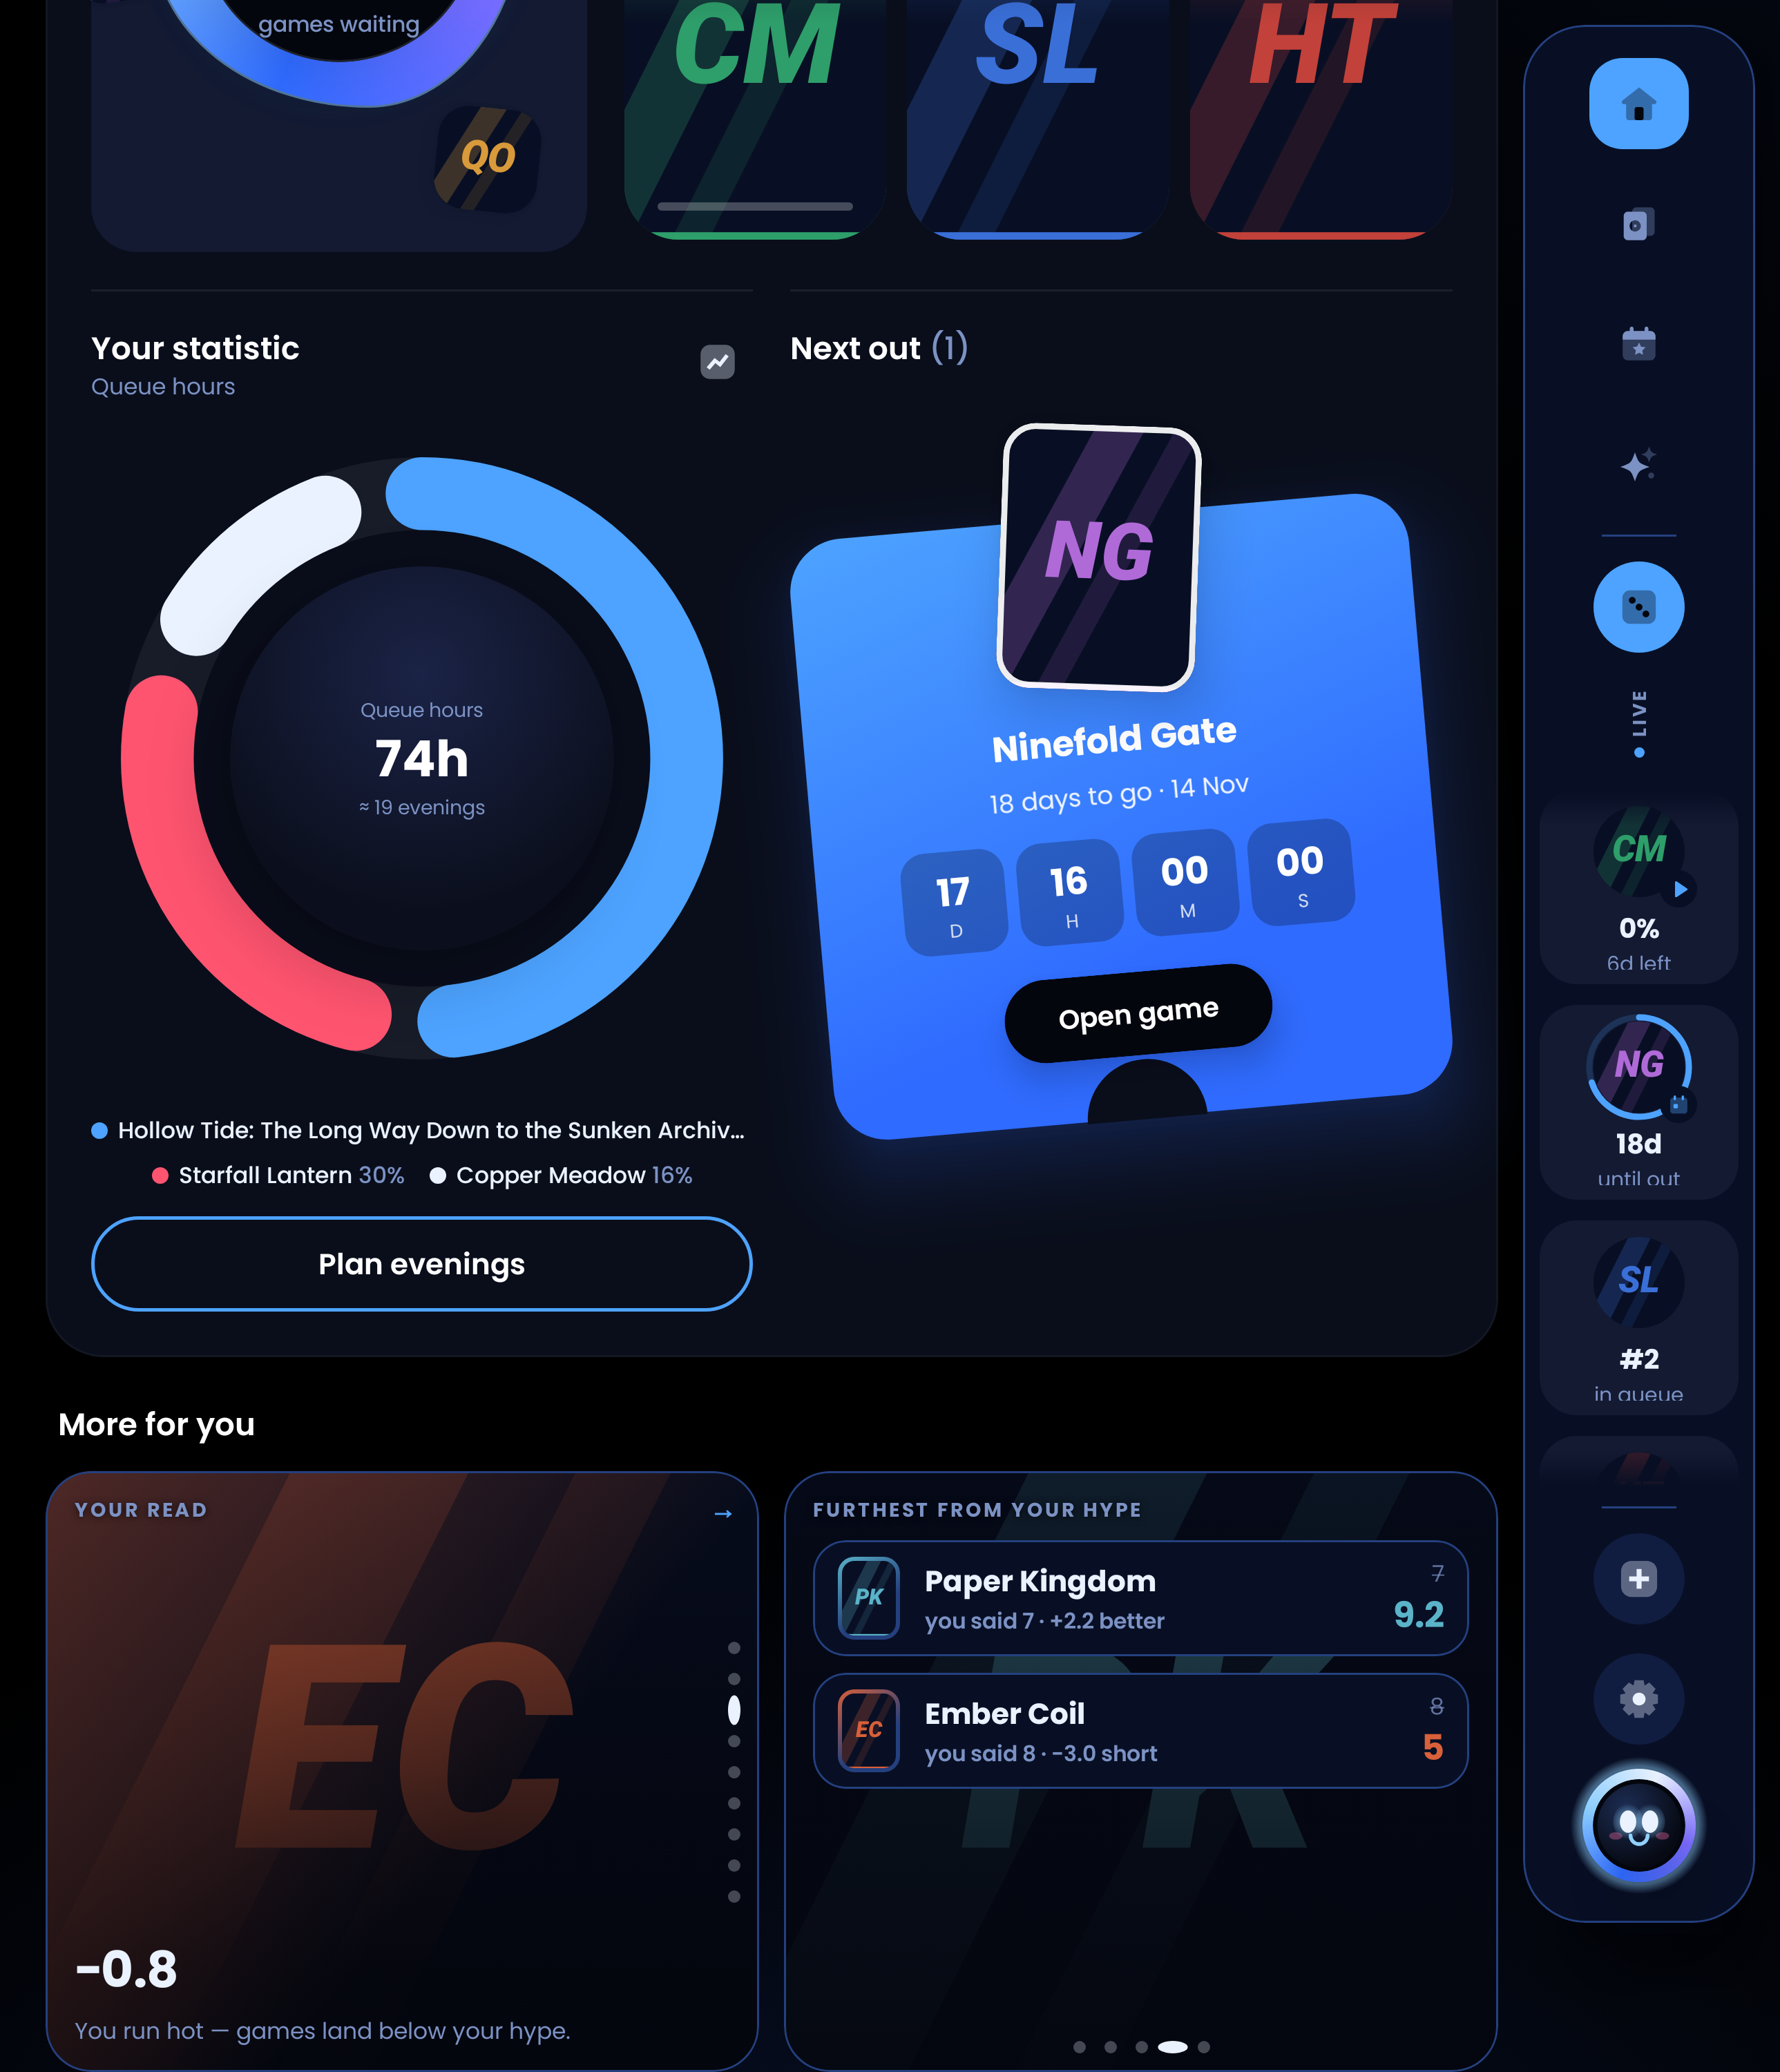 games waiting
QO
CM
SL
HT
Your statistic
Queue hours
Queue hours
74h
≈ 19 evenings
Hollow Tide: The Long Way Down to the Sunken Archiv...
Starfall Lantern 30%
Copper Meadow 16%
Plan evenings
Next out (1)
NG
Ninefold Gate
18 days to go · 14 Nov
17 16 00 00
D H M S
Open game
More for you
YOUR READ →
EC
−0.8
You run hot — games land below your hype.
FURTHEST FROM YOUR HYPE
PK
Paper Kingdom
you said 7 · +2.2 better
7
9.2
EC
Ember Coil
you said 8 · −3.0 short
8
5
PK
LIVE
CM
0%
6d left
NG
18d
until out
SL
#2
in queue